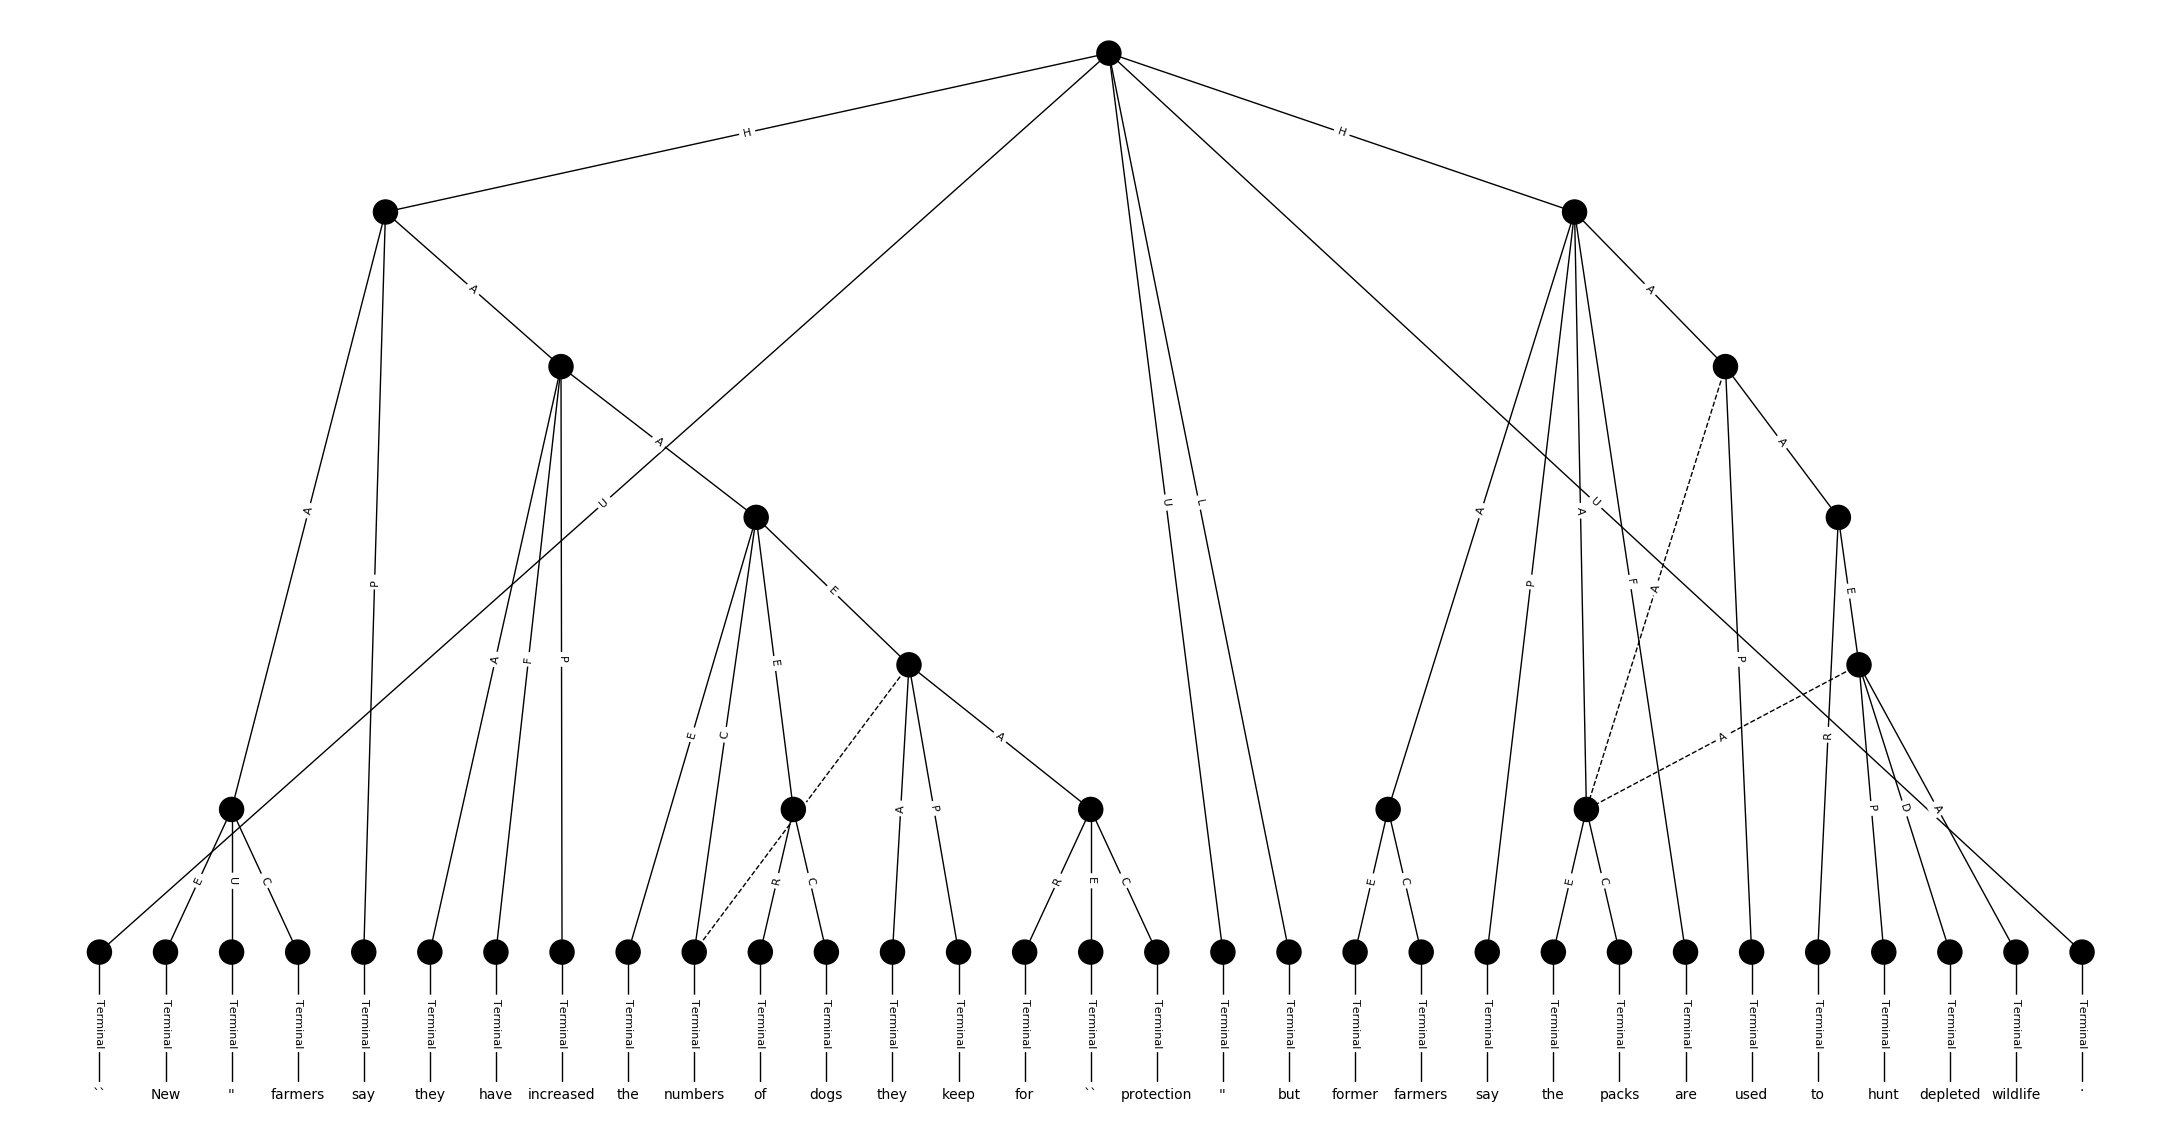 H H
A A
A A
A P A U U L A P A F A U P
E E
A F P E C E A P A R P D A
E U C R C R E C E C E C
Terminal Terminal Terminal Terminal Terminal Terminal Terminal Terminal Terminal Terminal Terminal Terminal Terminal Terminal Terminal Terminal Terminal Terminal Terminal Terminal Terminal Terminal Terminal Terminal Terminal Terminal Terminal Terminal Terminal Terminal Terminal
`` New '' farmers say they have increased the numbers of dogs they keep for `` protection '' but former farmers say the packs are used to hunt depleted wildlife .